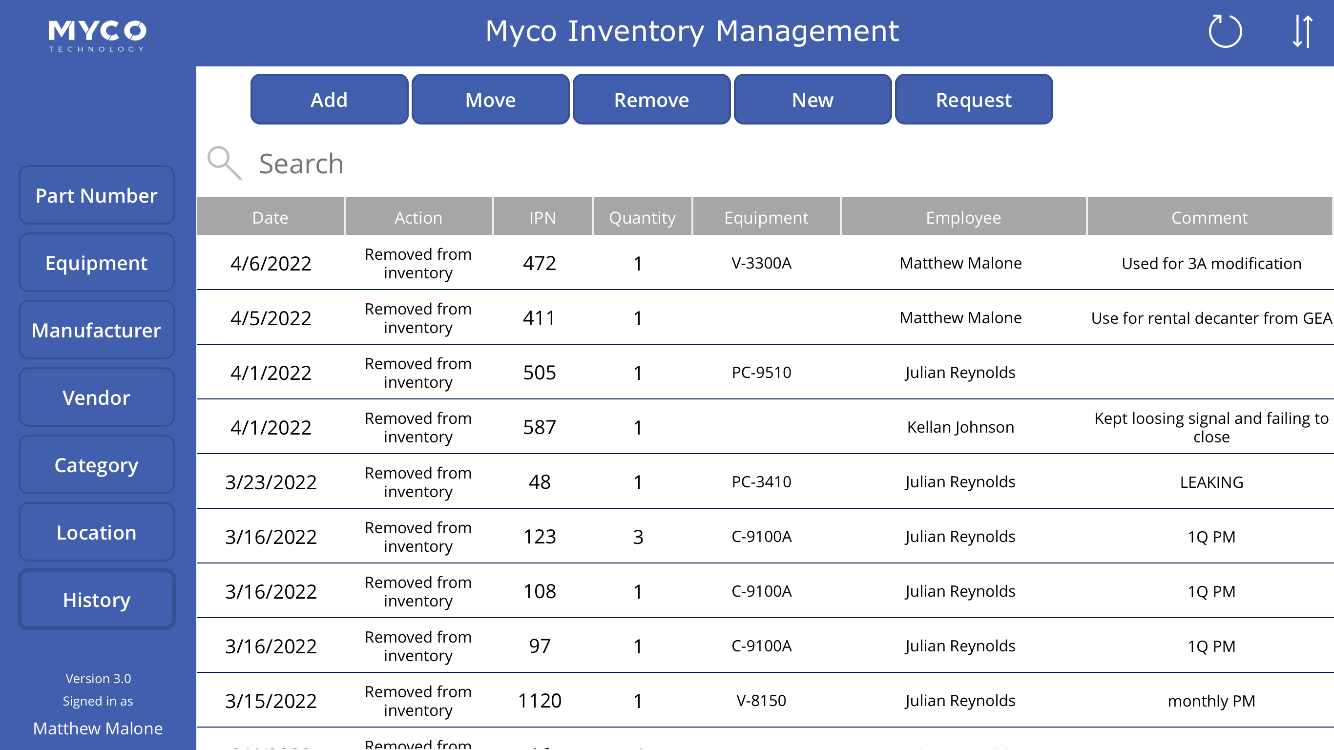 MYCO
TECHNOLOGY
Myco Inventory Management
Add Move Remove New Request
Search
Part Number
Equipment
Manufacturer
Vendor
Category
Location
History
Version 3.0
Signed in as
Matthew Malone
Date Action IPN Quantity Equipment Employee Comment
4/6/2022 Removed from inventory 472 1 V-3300A Matthew Malone Used for 3A modification
4/5/2022 Removed from inventory 411 1 Matthew Malone Use for rental decanter from GEA
4/1/2022 Removed from inventory 505 1 PC-9510 Julian Reynolds
4/1/2022 Removed from inventory 587 1 Kellan Johnson Kept loosing signal and failing to close
3/23/2022 Removed from inventory 48 1 PC-3410 Julian Reynolds LEAKING
3/16/2022 Removed from inventory 123 3 C-9100A Julian Reynolds 1Q PM
3/16/2022 Removed from inventory 108 1 C-9100A Julian Reynolds 1Q PM
3/16/2022 Removed from inventory 97 1 C-9100A Julian Reynolds 1Q PM
3/15/2022 Removed from inventory 1120 1 V-8150 Julian Reynolds monthly PM
Removed from